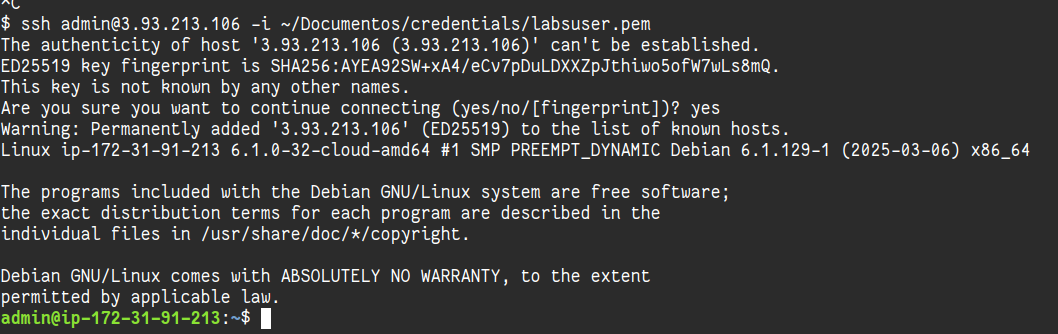 ^C
$ ssh admin@3.93.213.106 -i ~/Documentos/credentials/labsuser.pem
The authenticity of host '3.93.213.106 (3.93.213.106)' can't be established.
ED25519 key fingerprint is SHA256:AYEA92SW+xA4/eCv7pDuLDXXZpJthiwo5ofW7wLs8mQ.
This key is not known by any other names.
Are you sure you want to continue connecting (yes/no/[fingerprint])? yes
Warning: Permanently added '3.93.213.106' (ED25519) to the list of known hosts.
Linux ip-172-31-91-213 6.1.0-32-cloud-amd64 #1 SMP PREEMPT_DYNAMIC Debian 6.1.129-1 (2025-03-06) x86_64
The programs included with the Debian GNU/Linux system are free software;
the exact distribution terms for each program are described in the
individual files in /usr/share/doc/*/copyright.
Debian GNU/Linux comes with ABSOLUTELY NO WARRANTY, to the extent
permitted by applicable law.
admin@ip-172-31-91-213:~$